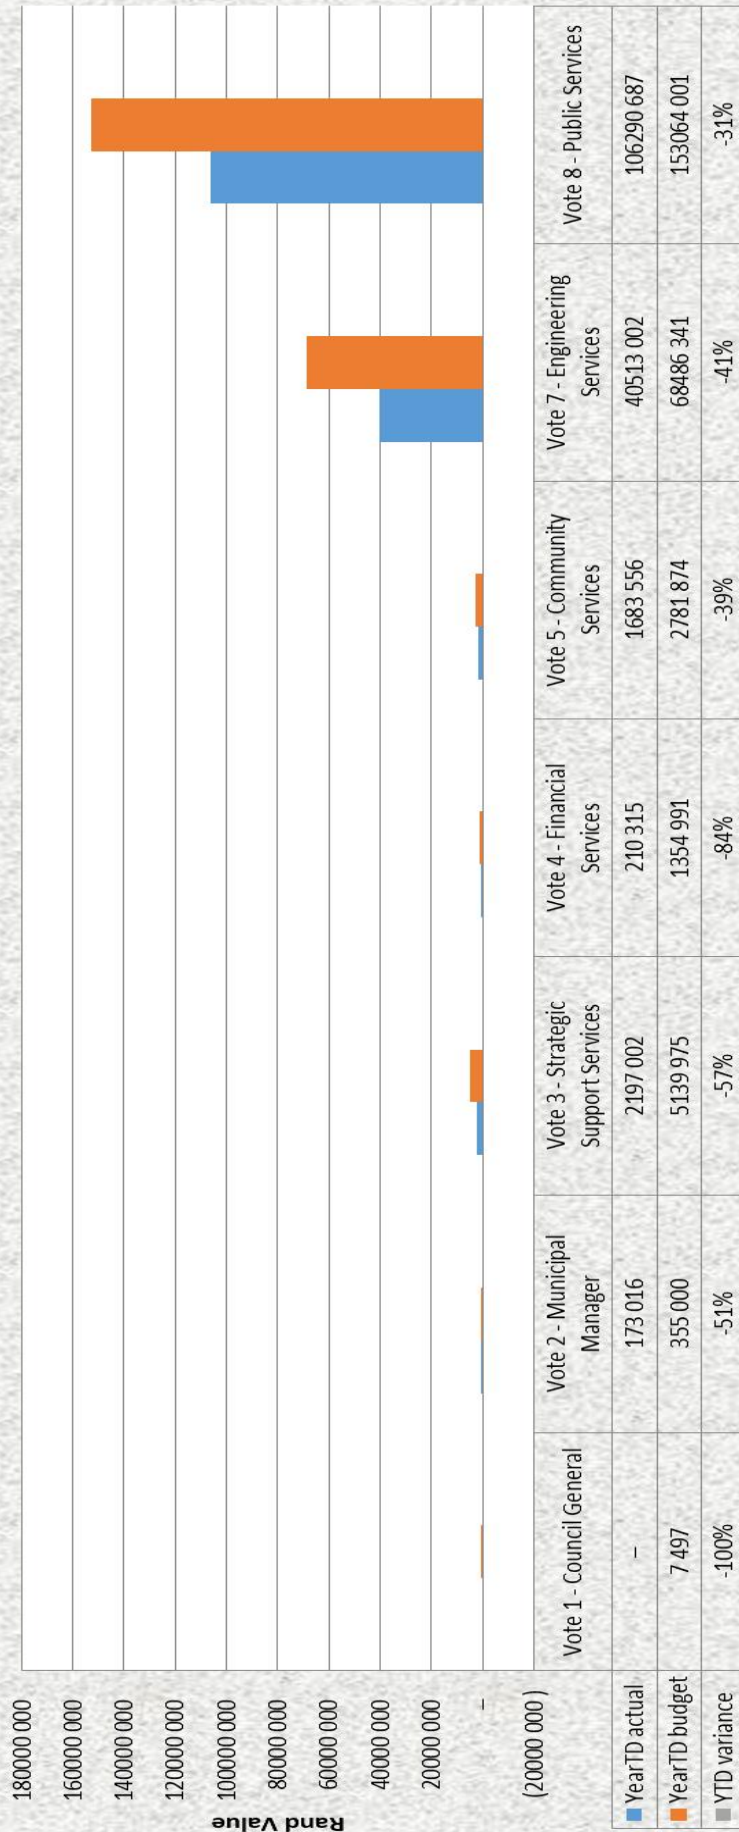 180000 000
160000 000
140000 000
120000 000
100000 000
80000 000
60000 000
40000 000
20000 000
–
(20000 000 )
Rand Value
Vote 1 - Council General
Vote 2 - Municipal
Manager
Vote 3 - Strategic
Support Services
Vote 4 - Financial
Services
Vote 5 - Community
Services
Vote 7 - Engineering
Services
Vote 8 - Public Services
YearTD actual – 173 016 2197 002 210 315 1683 556 40513 002 106290 687
YearTD budget 7 497 355 000 5139 975 1354 991 2781 874 68486 341 153064 001
YTD variance -100% -51% -57% -84% -39% -41% -31%